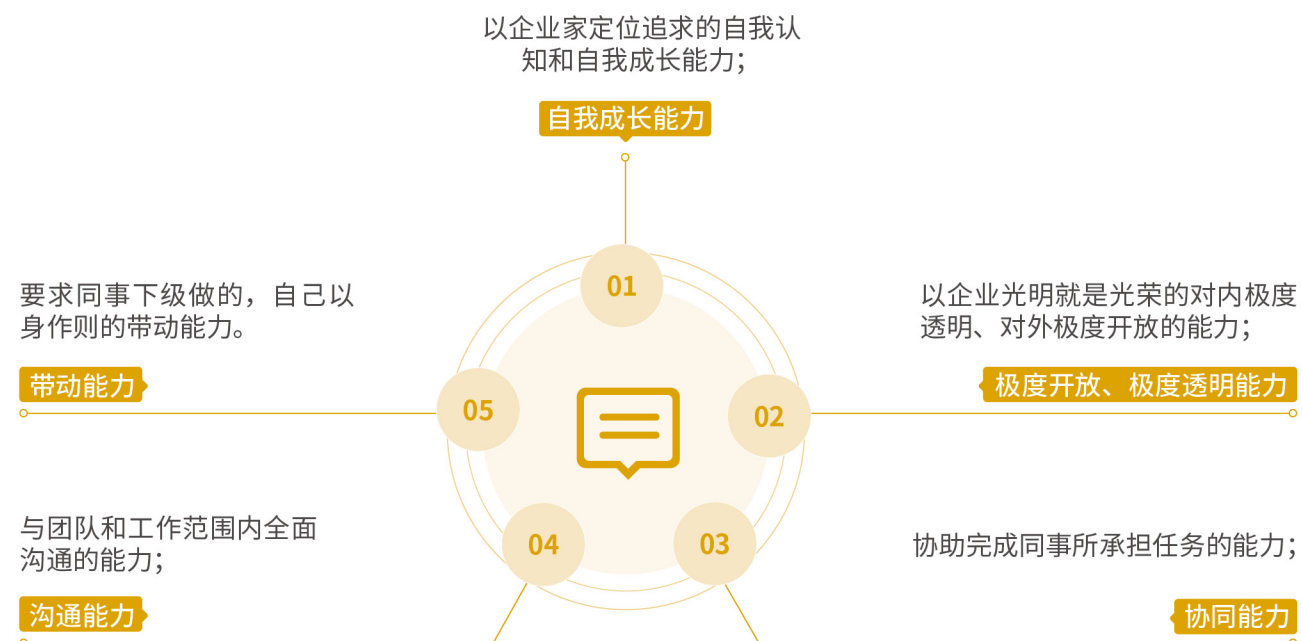 以企业家定位追求的自我认
知和自我成长能力；
自我成长能力
01
以企业光明就是光荣的对内极度
透明、对外极度开放的能力；
极度开放、极度透明能力
02
协助完成同事所承担任务的能力；
协同能力
03
与团队和工作范围内全面
沟通的能力；
沟通能力
04
要求同事下级做的，自己以
身作则的带动能力。
带动能力
05